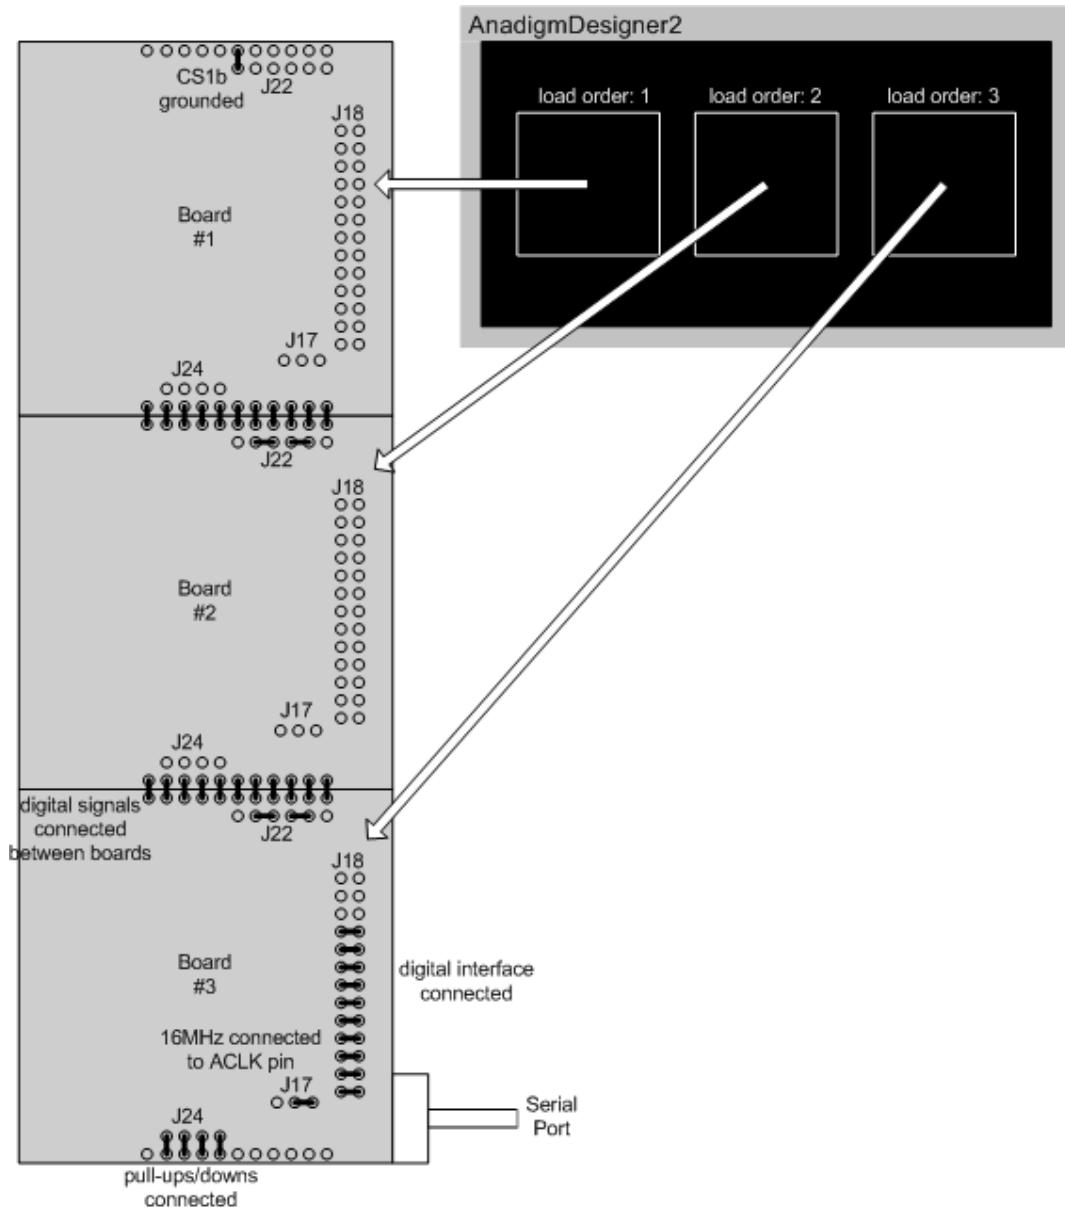 AnadigmDesigner2
load order: 1
load order: 2
load order: 3
CS1b
grounded
J22
J18
Board
#1
J17
J24
J22
J18
Board
#2
J17
J24
digital signals
connected
between boards
J22
J18
Board
#3
digital interface
connected
16MHz connected
to ACLK pin
J17
J24
Serial
Port
pull-ups/downs
connected